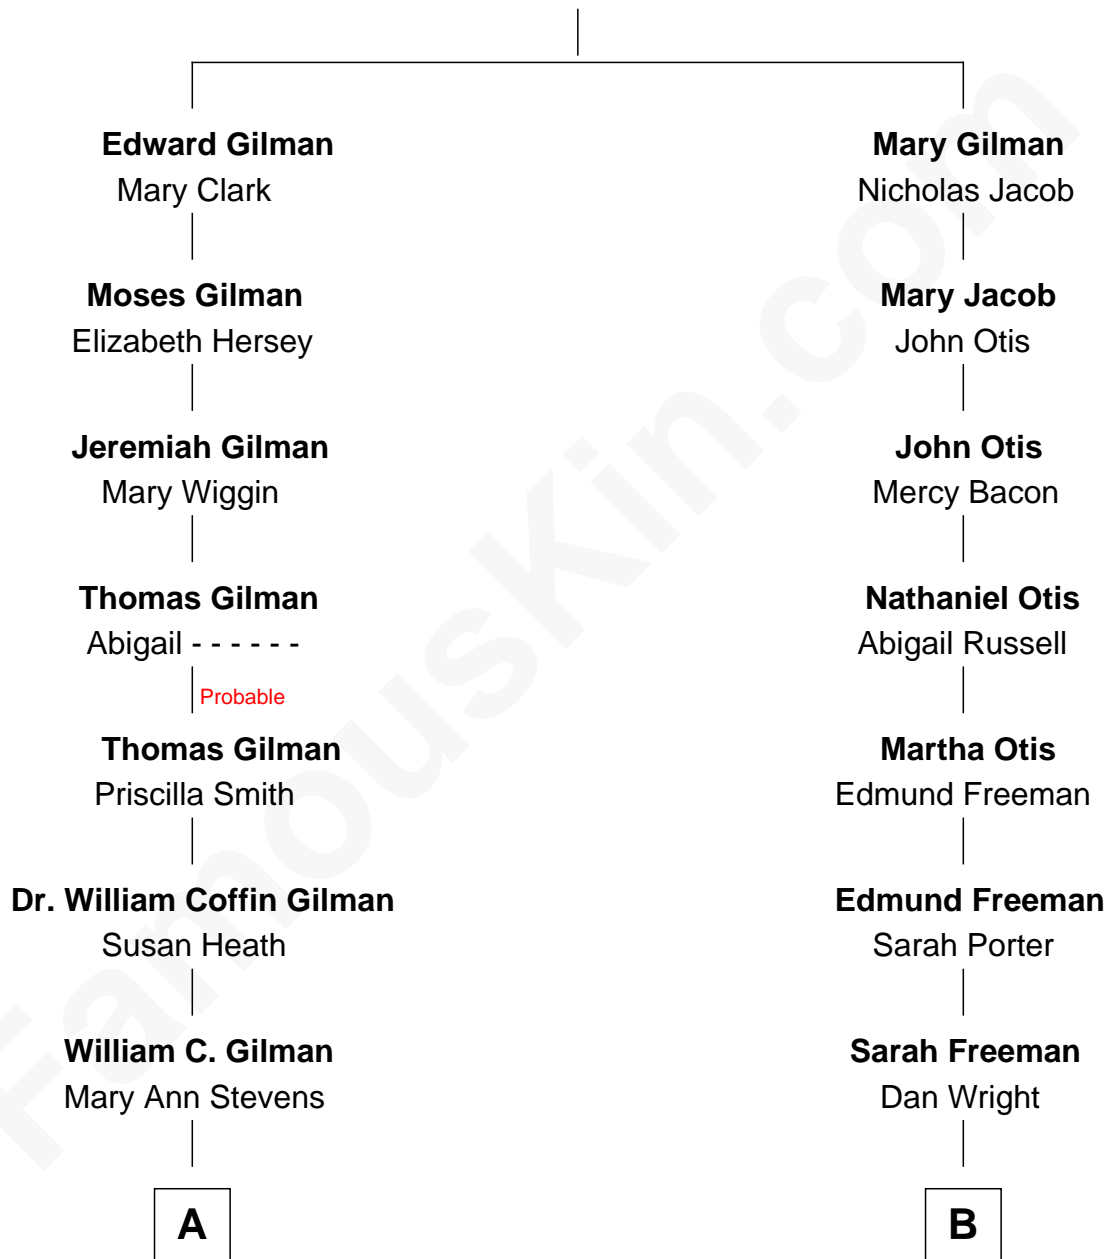 Edward Gilman
Mary Clark
Moses Gilman
Elizabeth Hersey
Jeremiah Gilman
Mary Wiggin
Thomas Gilman
Abigail - - - - - -
Probable
Thomas Gilman
Priscilla Smith
Dr. William Coffin Gilman
Susan Heath
William C. Gilman
Mary Ann Stevens
A
Mary Gilman
Nicholas Jacob
Mary Jacob
John Otis
John Otis
Mercy Bacon
Nathaniel Otis
Abigail Russell
Martha Otis
Edmund Freeman
Edmund Freeman
Sarah Porter
Sarah Freeman
Dan Wright
B
FamousKin.com